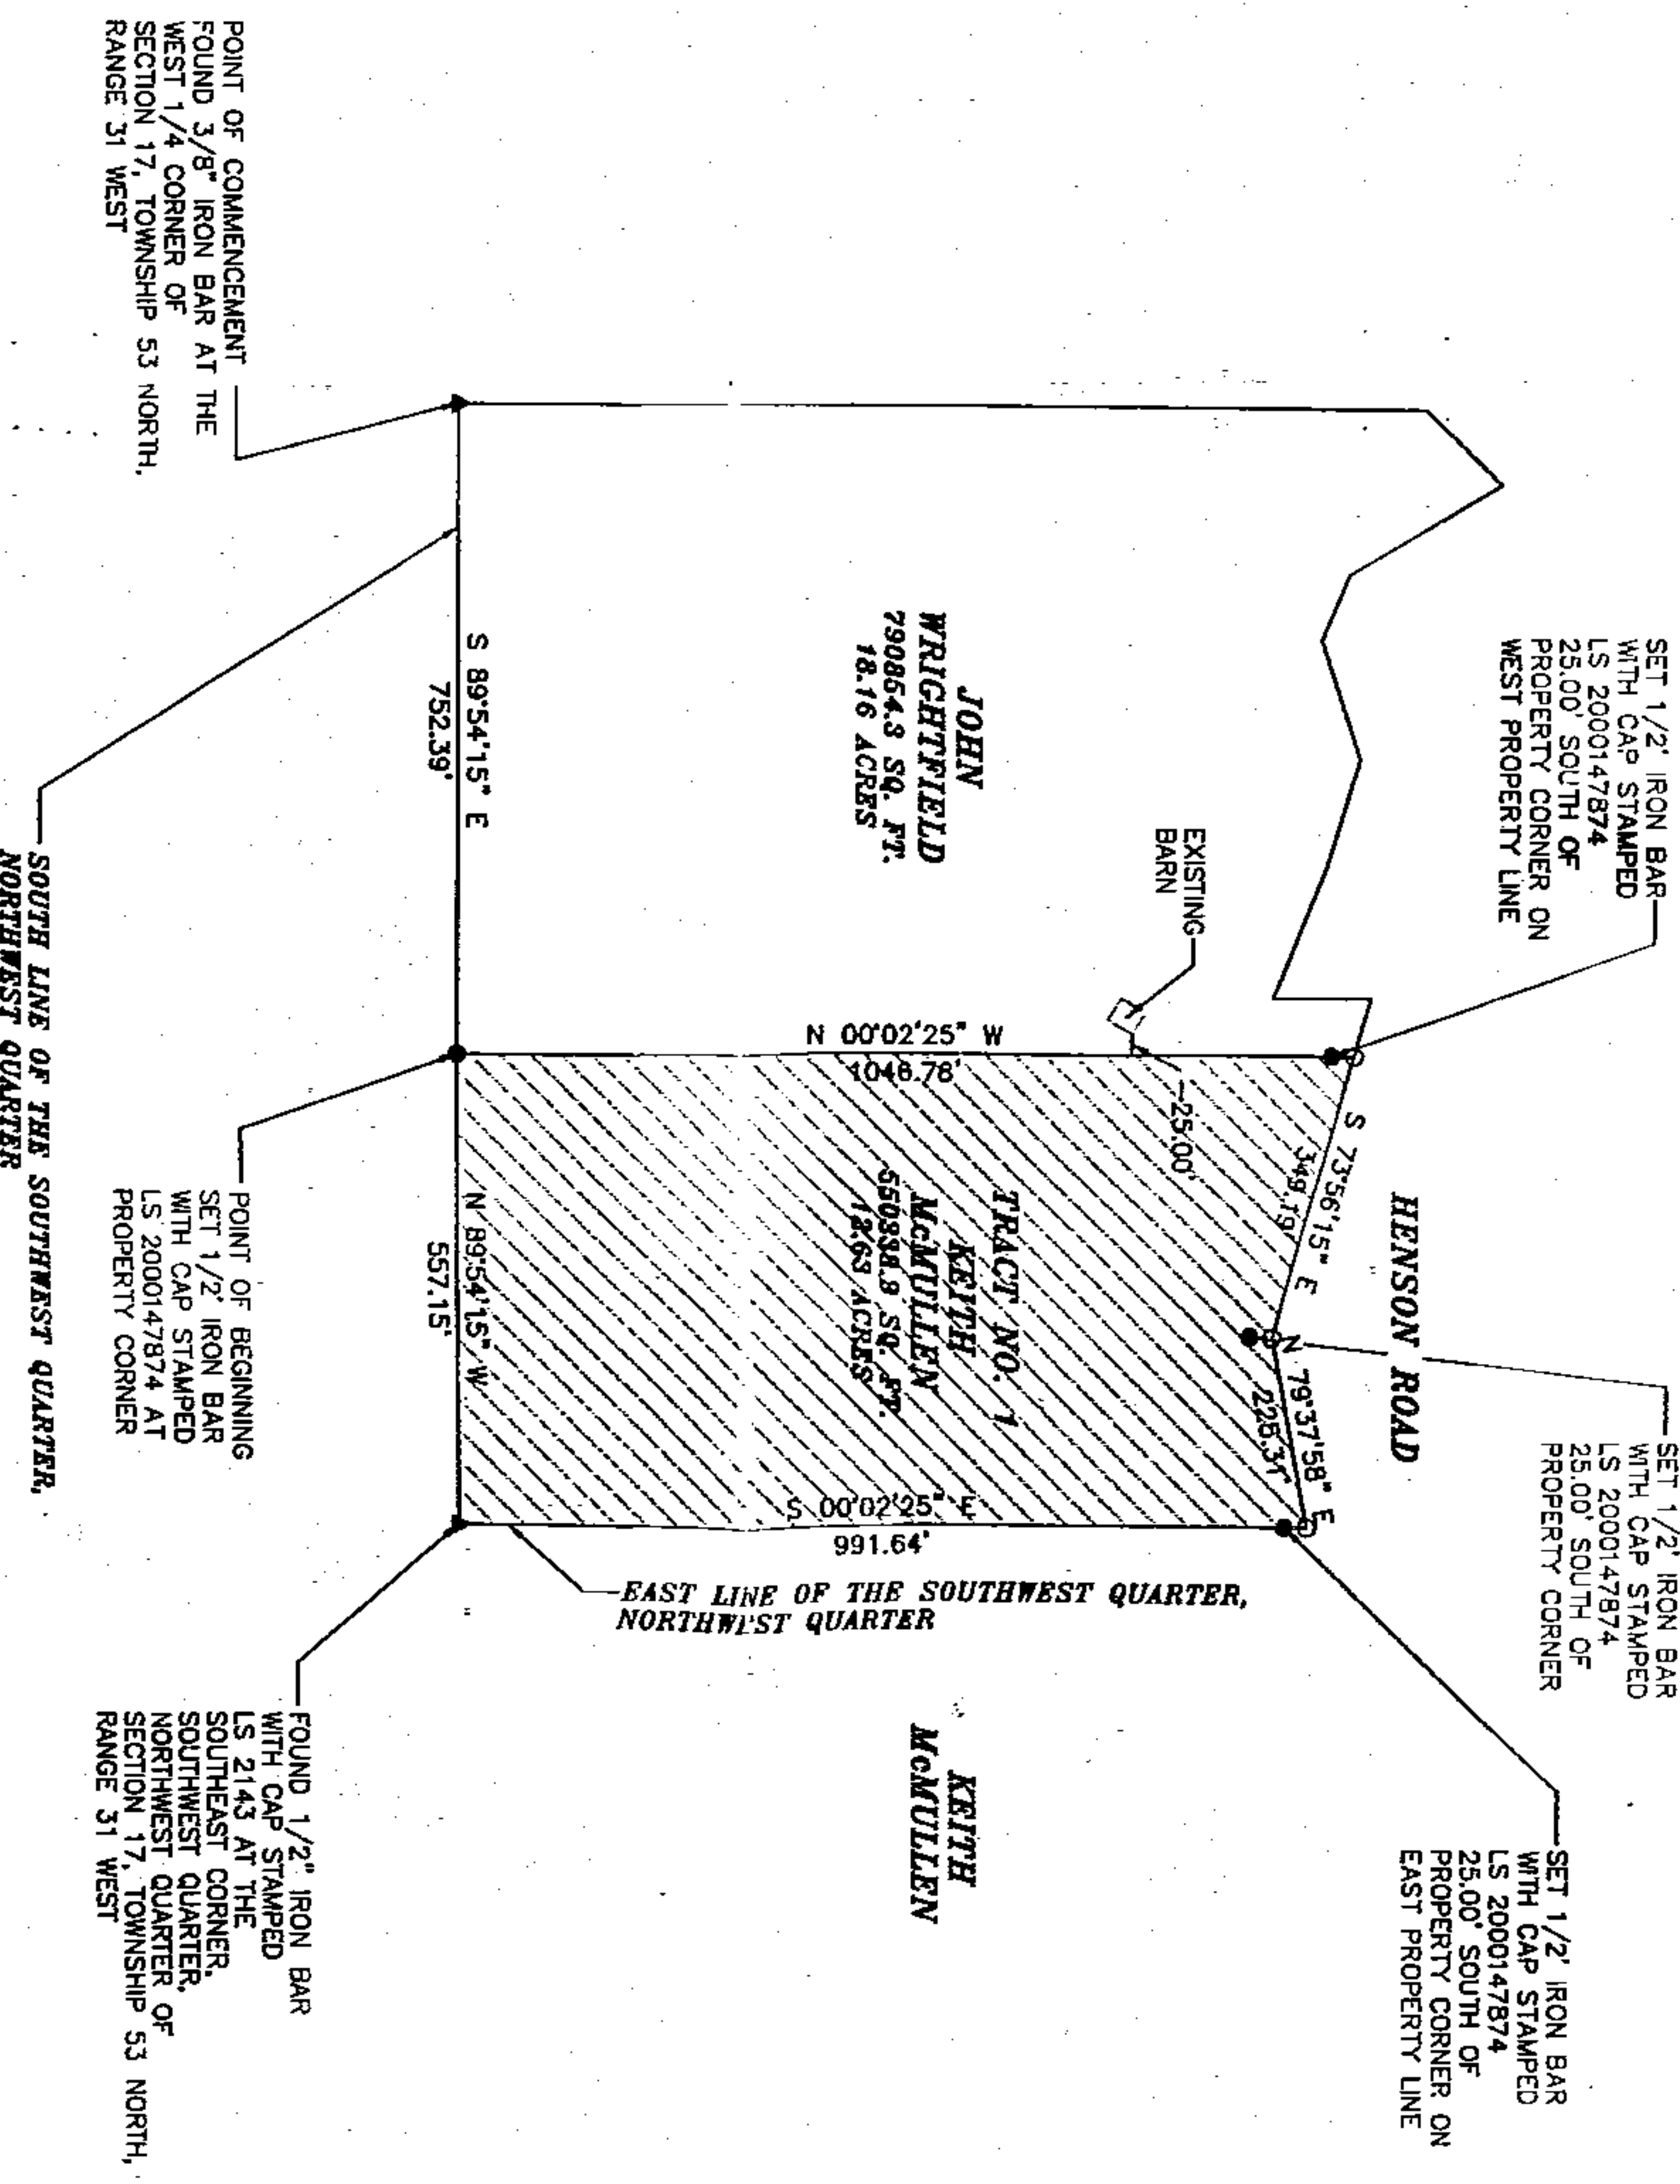 SET 1/2' IRON BAR
WITH CAP STAMPED
LS 2000147874
25.00' SOUTH OF
PROPERTY CORNER ON
WEST PROPERTY LINE
SET 1/2' IRON BAR
WITH CAP STAMPED
LS 2000147874
25.00' SOUTH OF
PROPERTY CORNER
SET 1/2' IRON BAR
WITH CAP STAMPED
LS 2000147874
25.00' SOUTH OF
PROPERTY CORNER ON
EAST PROPERTY LINE
HENSON ROAD
S 73°56'15" E
349.19'
N 79°37'58" E
226.31'
EXISTING
BARN
25.00'
JOHN
WRIGHTFIELD
790854.3 SQ. FT.
18.16 ACRES
N 00°02'25" W
1046.78'
TRACT NO. 1
KEITH
McMULLEN
SQ. FT.
12.63 ACRES
S 00°02'25" E
991.64'
EAST LINE OF THE SOUTHWEST QUARTER,
NORTHWEST QUARTER
KEITH
McMULLEN
S 89°54'15" E
752.39'
N 89°54'15" W
557.15'
POINT OF COMMENCEMENT
FOUND 3/8" IRON BAR AT THE
WEST 1/4 CORNER OF
SECTION 17, TOWNSHIP 53 NORTH,
RANGE 31 WEST
POINT OF BEGINNING
SET 1/2' IRON BAR
WITH CAP STAMPED
LS 2000147874 AT
PROPERTY CORNER
FOUND 1/2" IRON BAR
WITH CAP STAMPED
LS 2143 AT THE
SOUTHEAST CORNER,
SOUTHWEST QUARTER,
NORTHWEST QUARTER OF
SECTION 17, TOWNSHIP 53 NORTH,
RANGE 31 WEST
SOUTH LINE OF THE SOUTHWEST QUARTER,
NORTHWEST QUARTER